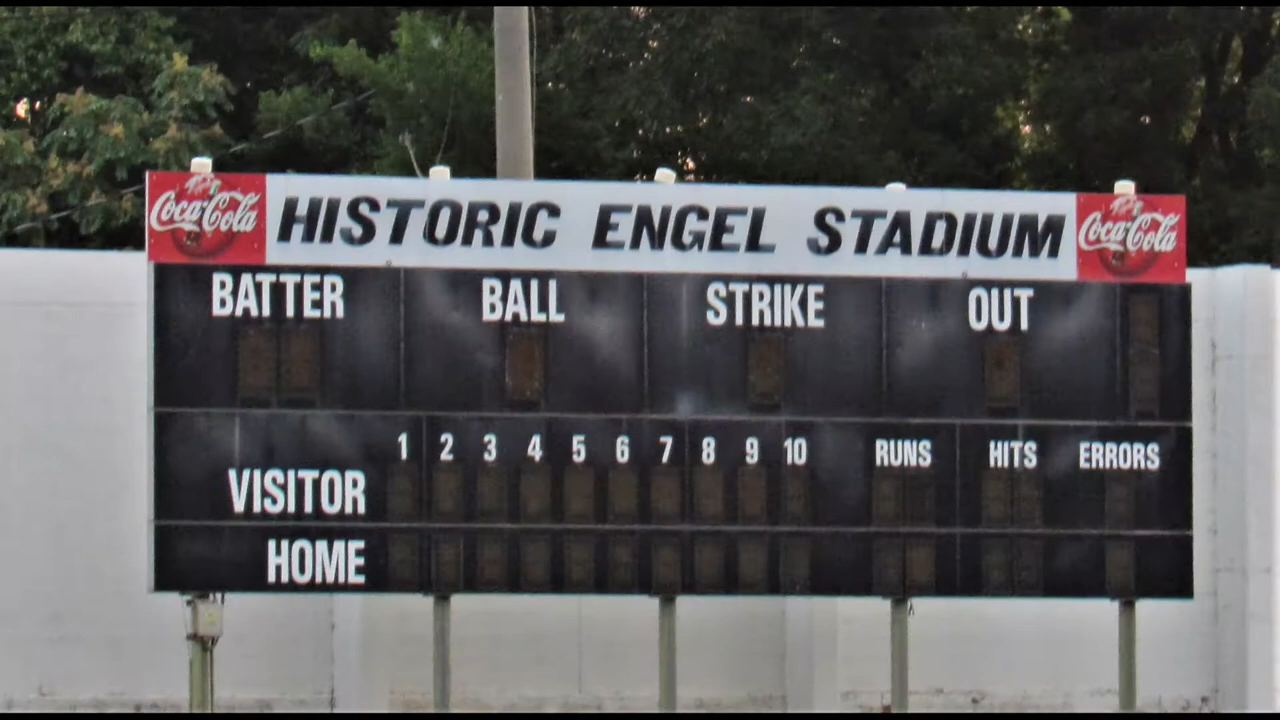 Coca-Cola HISTORIC ENGEL STADIUM Coca-Cola
BATTER BALL STRIKE OUT
1 2 3 4 5 6 7 8 9 10 RUNS HITS ERRORS
VISITOR
HOME